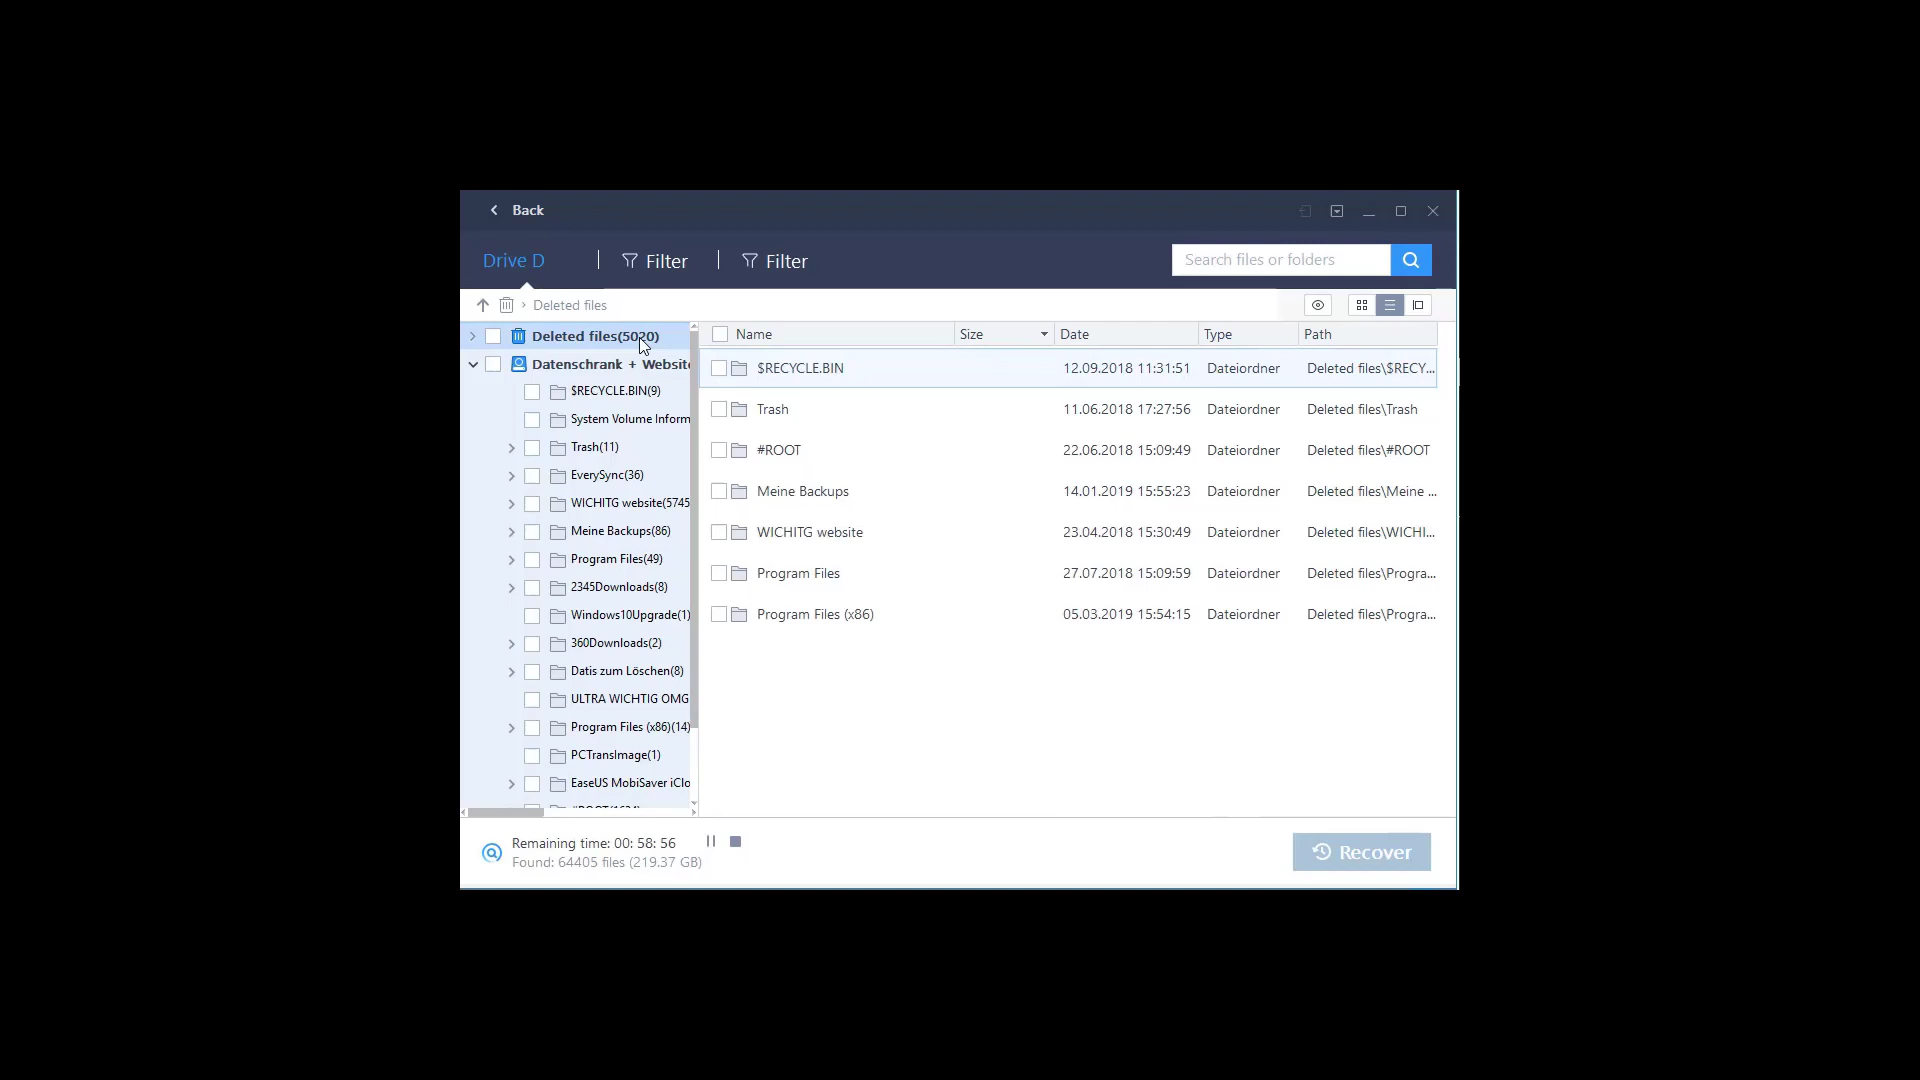 Back
Drive D | Filter | Filter Search files or folders
Deleted files
Deleted files(5020)
Datenschrank + Website
$RECYCLE.BIN(9)
System Volume Inform
Trash(11)
EverySync(36)
WICHITG website(5745
Meine Backups(86)
Program Files(49)
2345Downloads(8)
Windows10Upgrade(1)
360Downloads(2)
Datis zum Löschen(8)
ULTRA WICHTIG OMG
Program Files (x86)(14)
PCTransImage(1)
EaseUS MobiSaver iClo
#ROOT(1624)
Name Size Date Type Path
$RECYCLE.BIN 12.09.2018 11:31:51 Dateiordner Deleted files\$RECY...
Trash 11.06.2018 17:27:56 Dateiordner Deleted files\Trash
#ROOT 22.06.2018 15:09:49 Dateiordner Deleted files\#ROOT
Meine Backups 14.01.2019 15:55:23 Dateiordner Deleted files\Meine ...
WICHITG website 23.04.2018 15:30:49 Dateiordner Deleted files\WICHI...
Program Files 27.07.2018 15:09:59 Dateiordner Deleted files\Progra...
Program Files (x86) 05.03.2019 15:54:15 Dateiordner Deleted files\Progra...
Remaining time: 00: 58: 56
Found: 64405 files (219.37 GB)
Recover